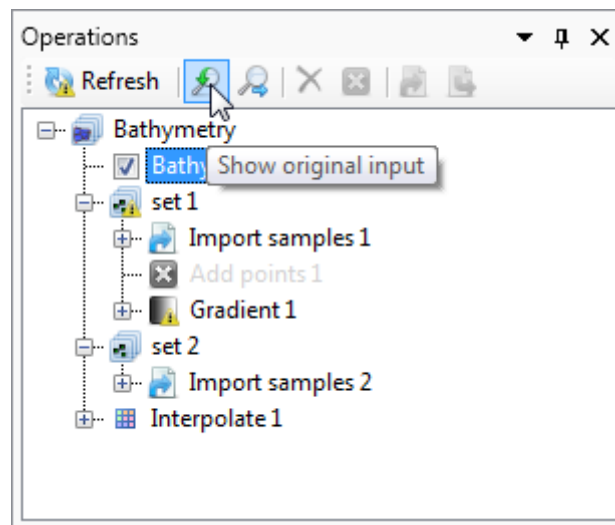 Operations
Refresh
Bathymetry
Bathy
Show original input
set 1
Import samples 1
Add points 1
Gradient 1
set 2
Import samples 2
Interpolate 1